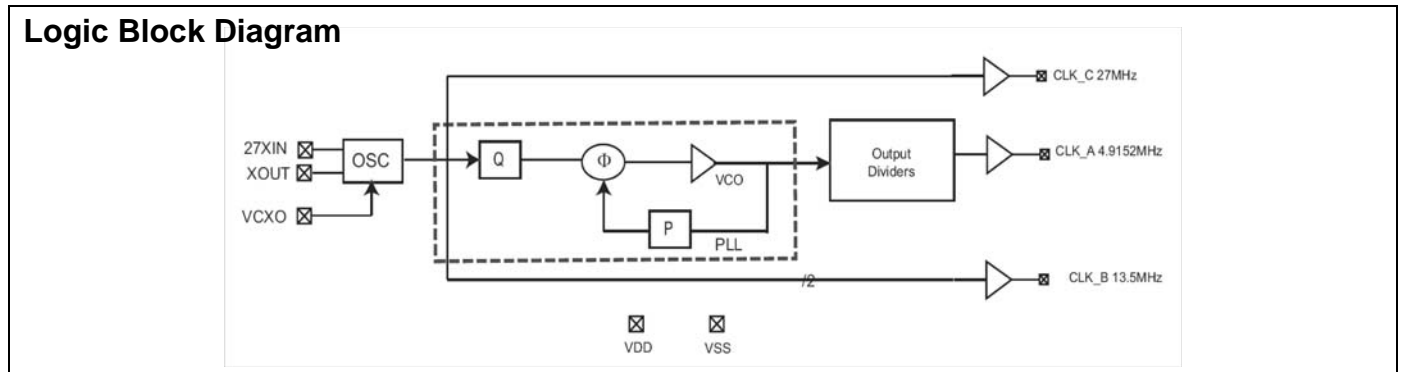 Logic Block Diagram
CLK_C 27MHz
27XIN
XOUT
OSC
Q
Φ
VCO
Output
Dividers
CLK_A 4.9152MHz
VCXO
P
PLL
/2
CLK_B 13.5MHz
VDD
VSS